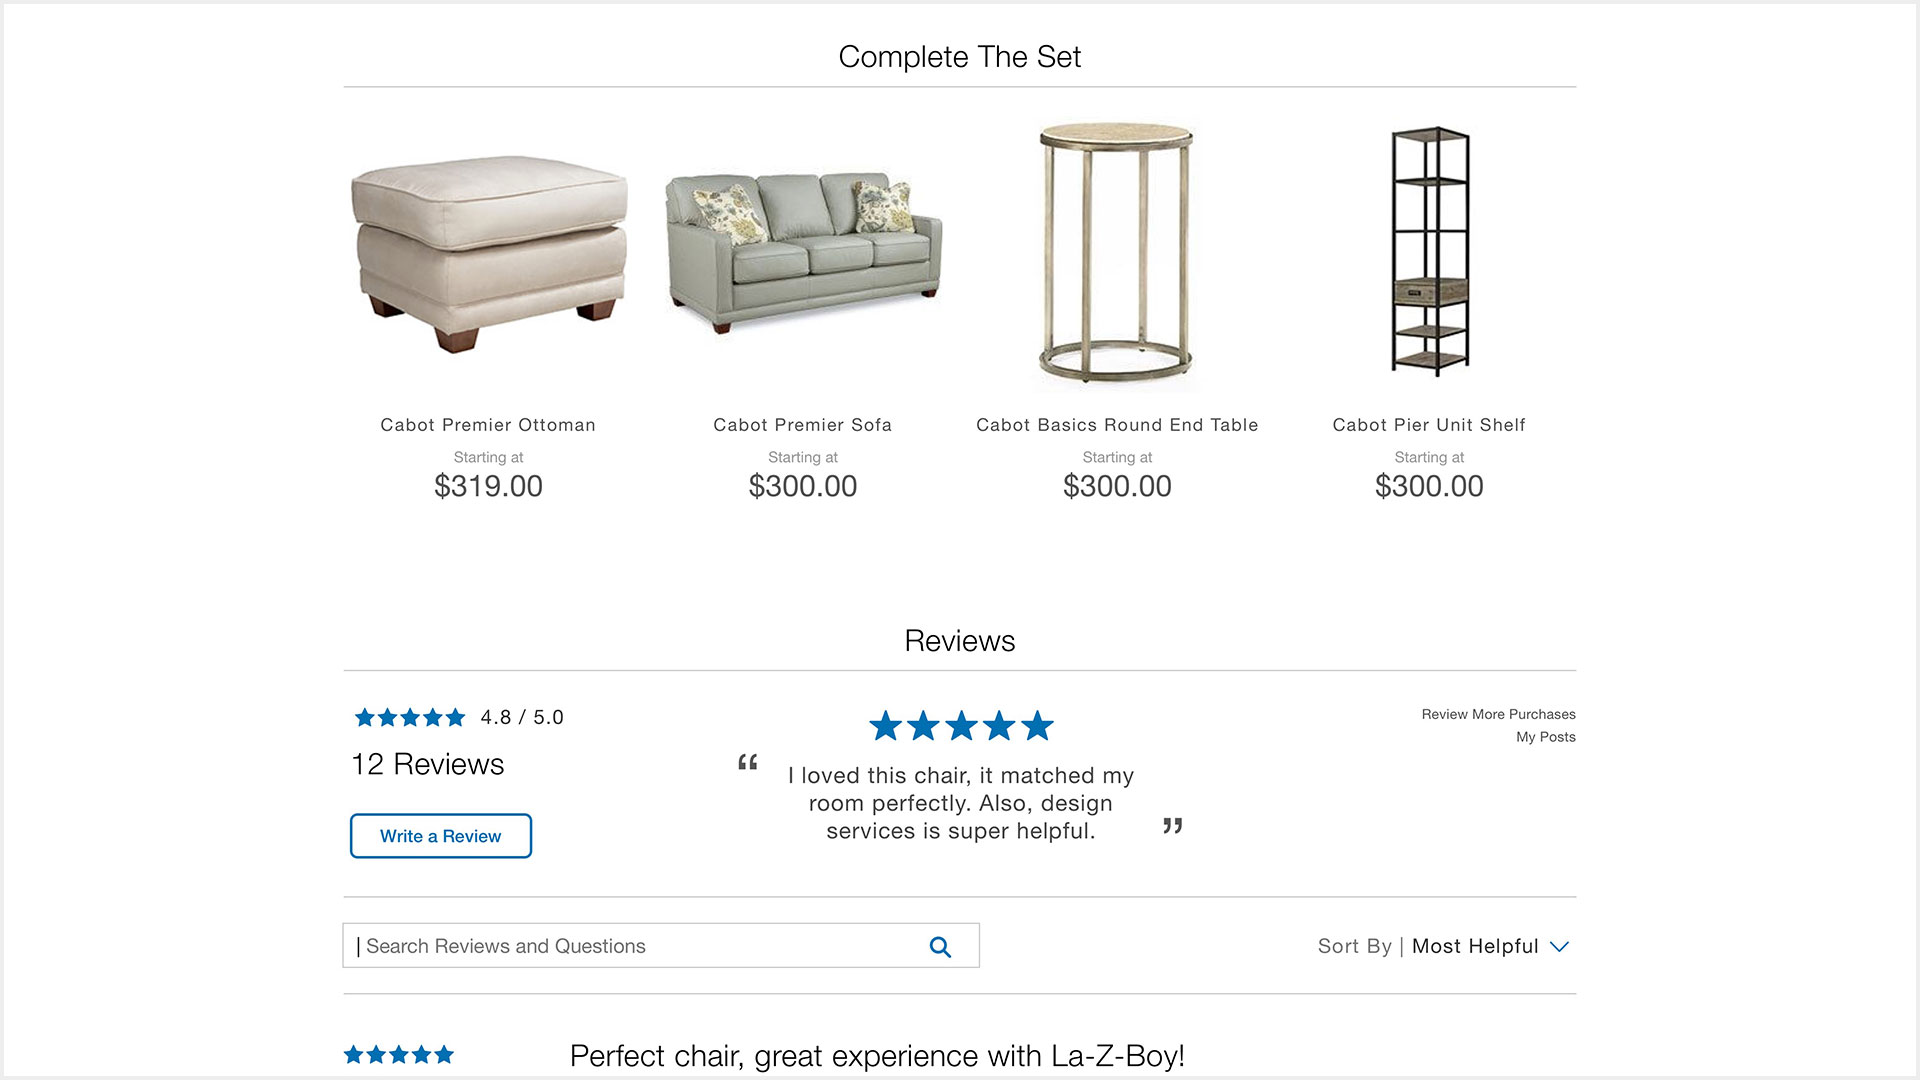 Complete The Set
Cabot Premier Ottoman
Starting at
$319.00
Cabot Premier Sofa
Starting at
$300.00
Cabot Basics Round End Table
Starting at
$300.00
Cabot Pier Unit Shelf
Starting at
$300.00
Reviews
4.8 / 5.0
12 Reviews
Write a Review
“ I loved this chair, it matched my
room perfectly. Also, design
services is super helpful. ”
Review More Purchases
My Posts
| Search Reviews and Questions
Sort By | Most Helpful
Perfect chair, great experience with La-Z-Boy!